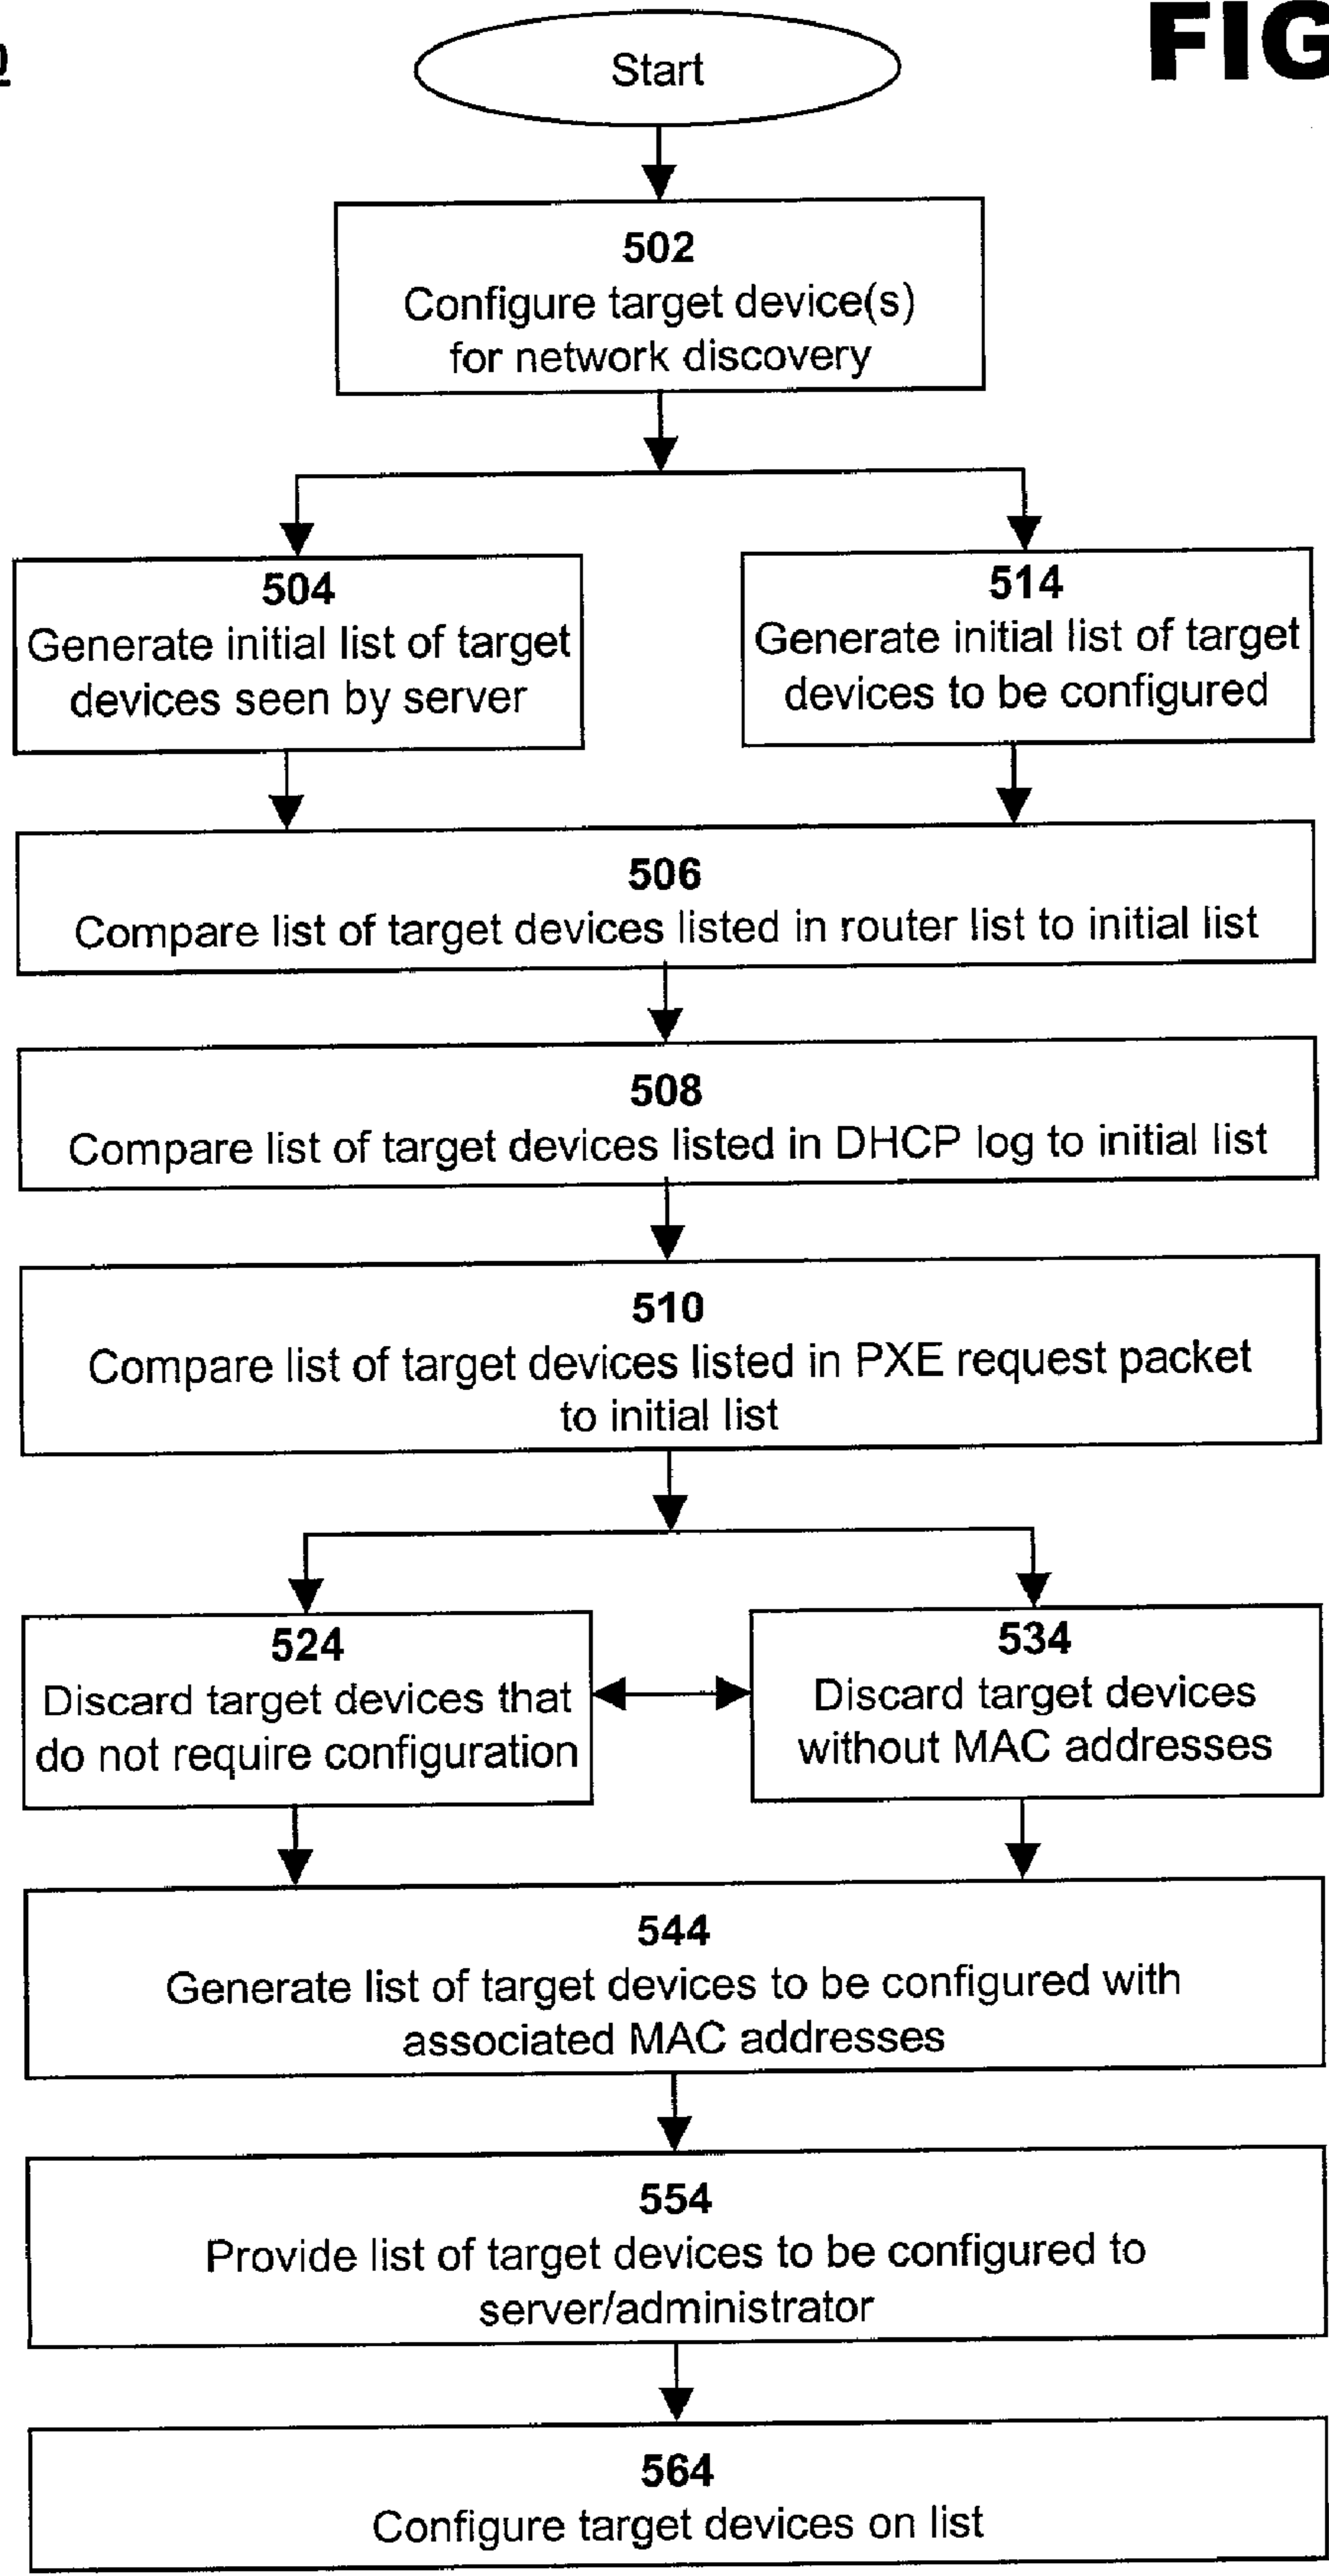 FIG
Start
502
Configure target device(s)
for network discovery
504
Generate initial list of target
devices seen by server
514
Generate initial list of target
devices to be configured
506
Compare list of target devices listed in router list to initial list
508
Compare list of target devices listed in DHCP log to initial list
510
Compare list of target devices listed in PXE request packet
to initial list
524
Discard target devices that
do not require configuration
534
Discard target devices
without MAC addresses
544
Generate list of target devices to be configured with
associated MAC addresses
554
Provide list of target devices to be configured to
server/administrator
564
Configure target devices on list